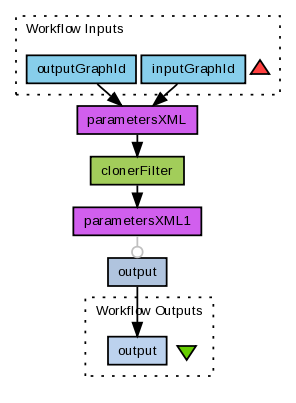 Workflow Inputs
outputGraphId
inputGraphId
parametersXML
clonerFilter
parametersXML1
output
Workflow Outputs
output